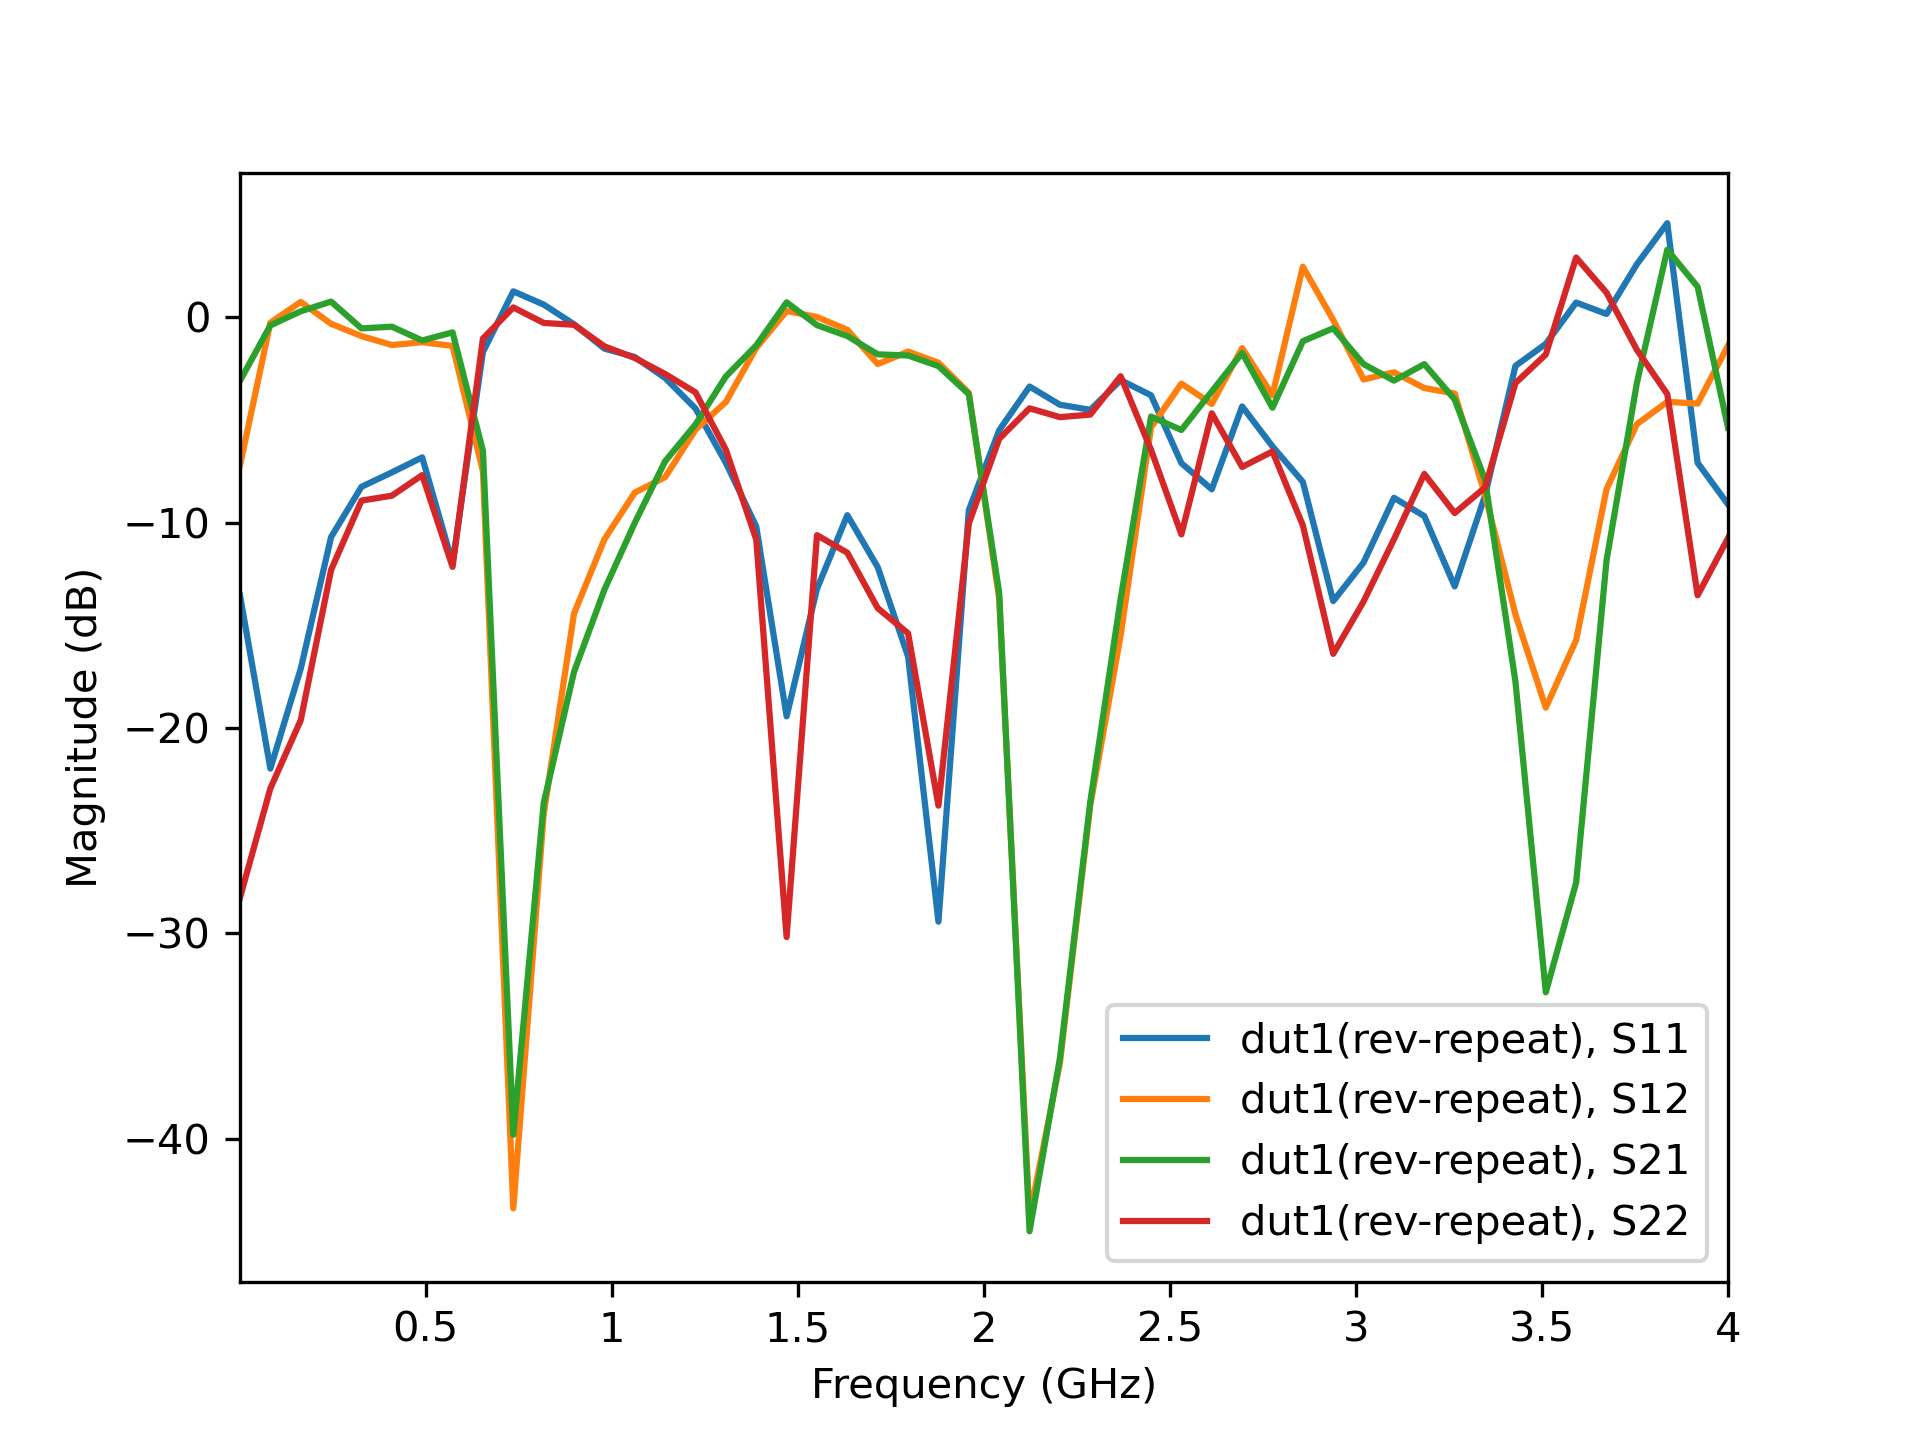 0
−10
−20
−30
−40
Magnitude (dB)
dut1(rev-repeat), S11
dut1(rev-repeat), S12
dut1(rev-repeat), S21
dut1(rev-repeat), S22
0.5 1 1.5 2 2.5 3 3.5 4
Frequency (GHz)